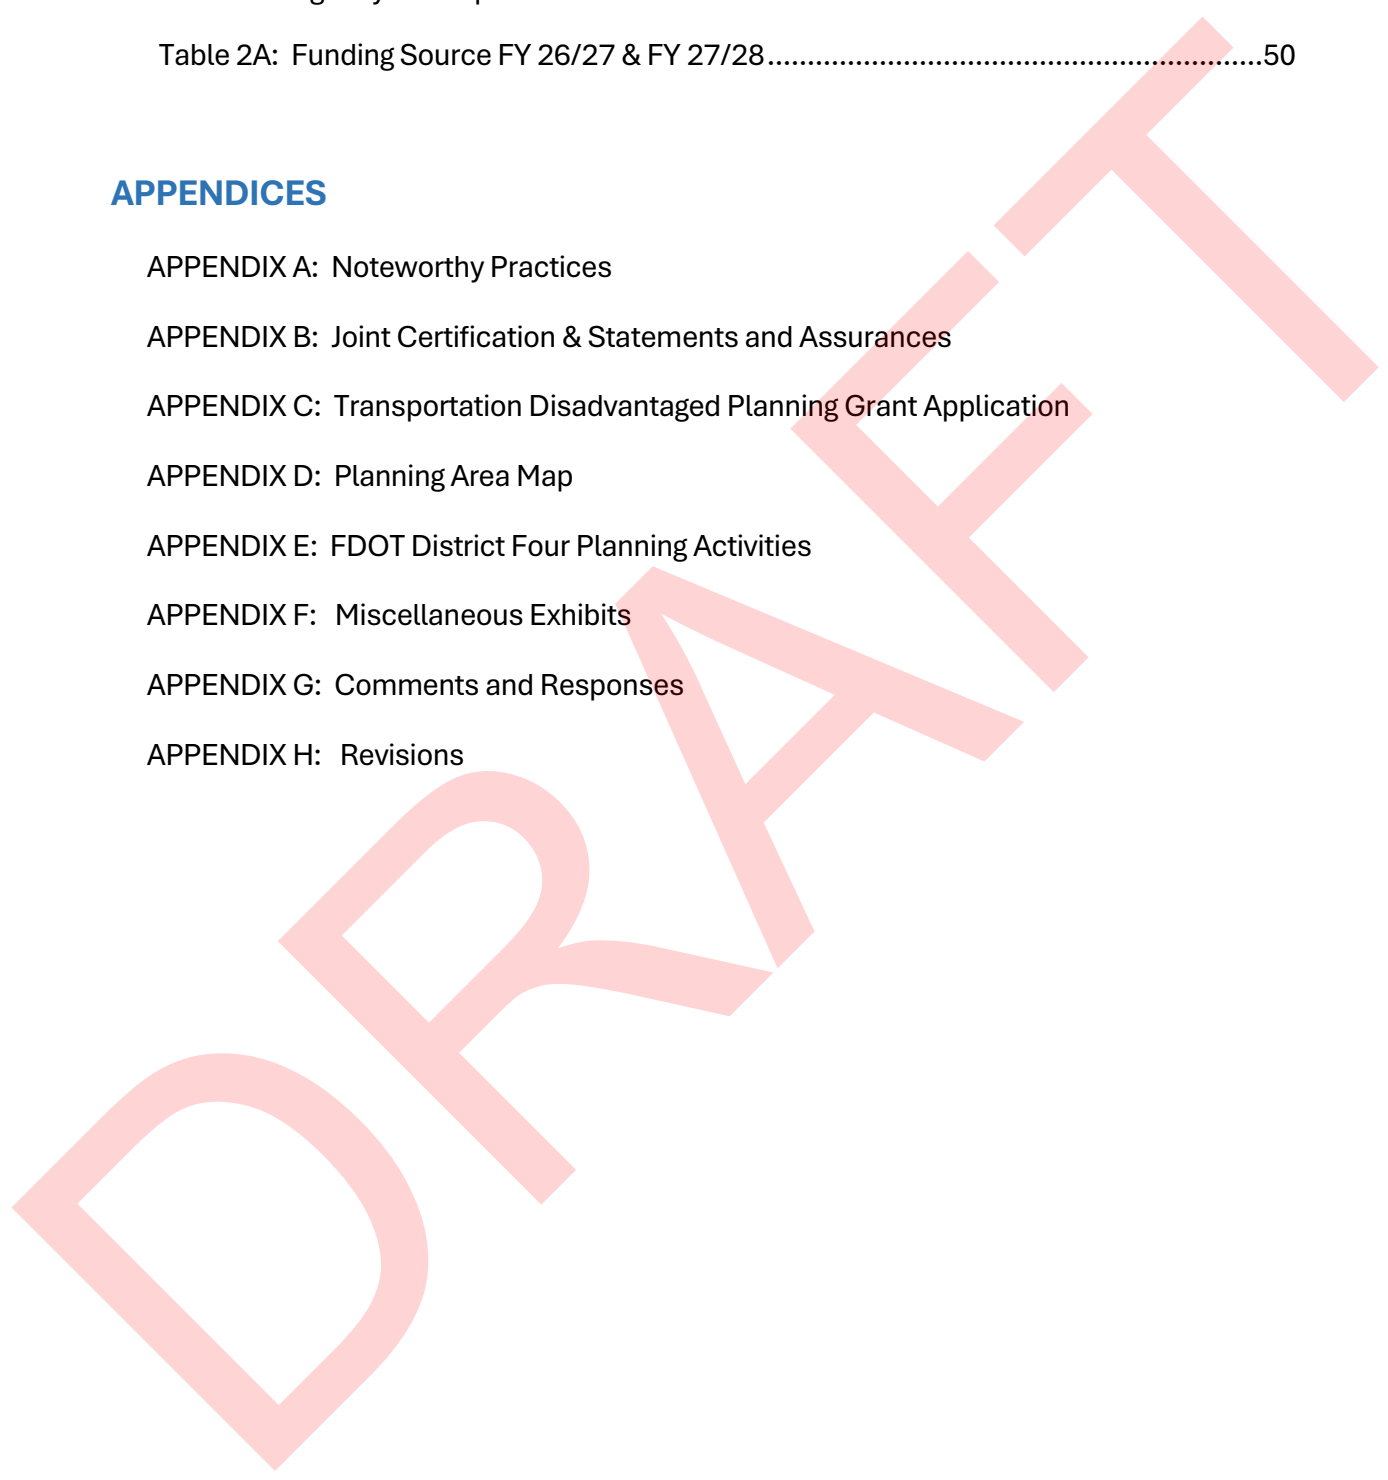 Table 2A: Funding Source FY 26/27 & FY 27/28..............................................................50
APPENDICES
APPENDIX A: Noteworthy Practices
APPENDIX B: Joint Certification & Statements and Assurances
APPENDIX C: Transportation Disadvantaged Planning Grant Application
APPENDIX D: Planning Area Map
APPENDIX E: FDOT District Four Planning Activities
APPENDIX F: Miscellaneous Exhibits
APPENDIX G: Comments and Responses
APPENDIX H: Revisions
DRAFT